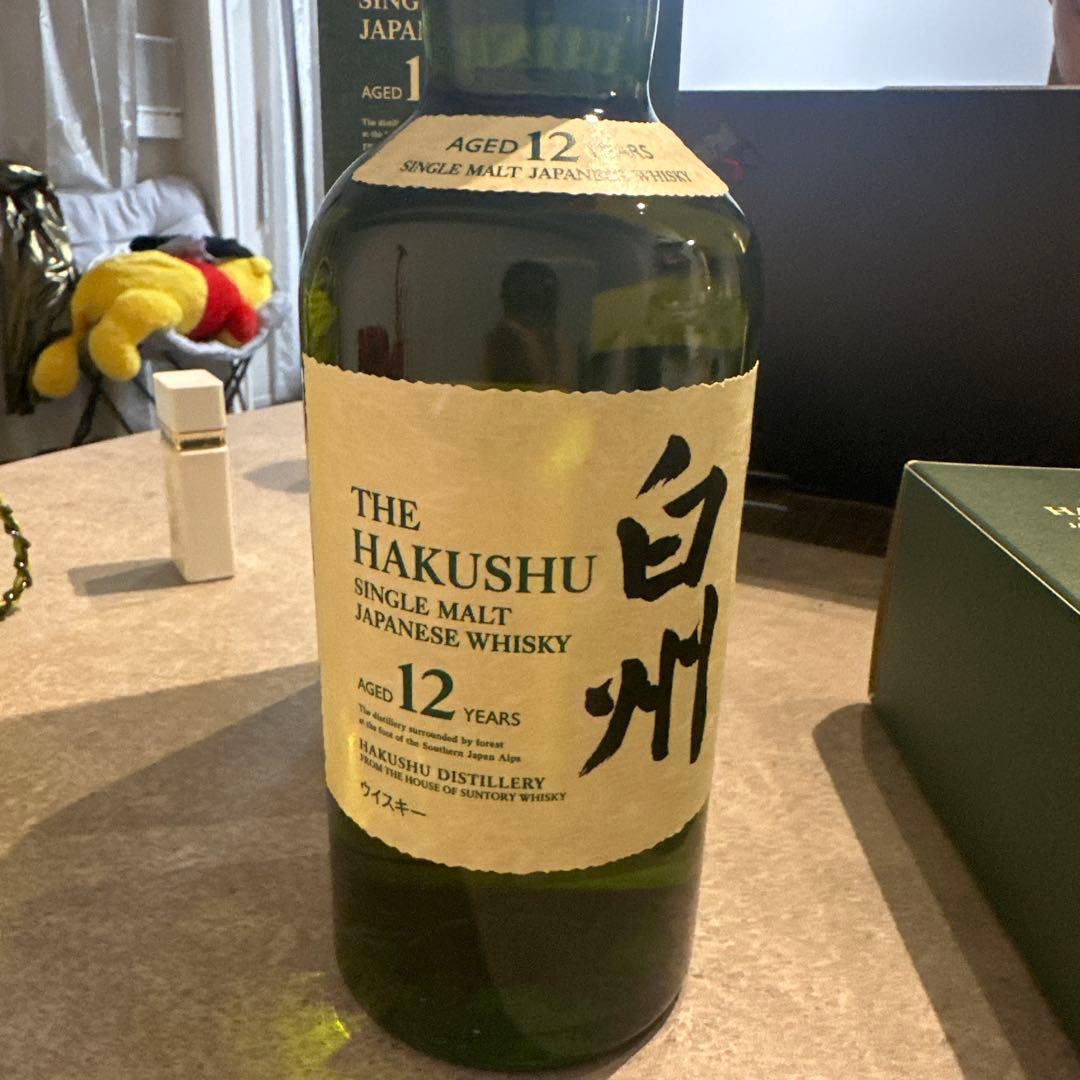 SING
JAPAN
AGED 1
AGED 12 YEARS
SINGLE MALT JAPANESE WHISKY
THE
HAKUSHU
SINGLE MALT
JAPANESE WHISKY
AGED 12 YEARS
The distillery surrounded by forest
at the foot of the Southern Japan Alps
HAKUSHU DISTILLERY
FROM THE HOUSE OF SUNTORY WHISKY
ウイスキー
白州